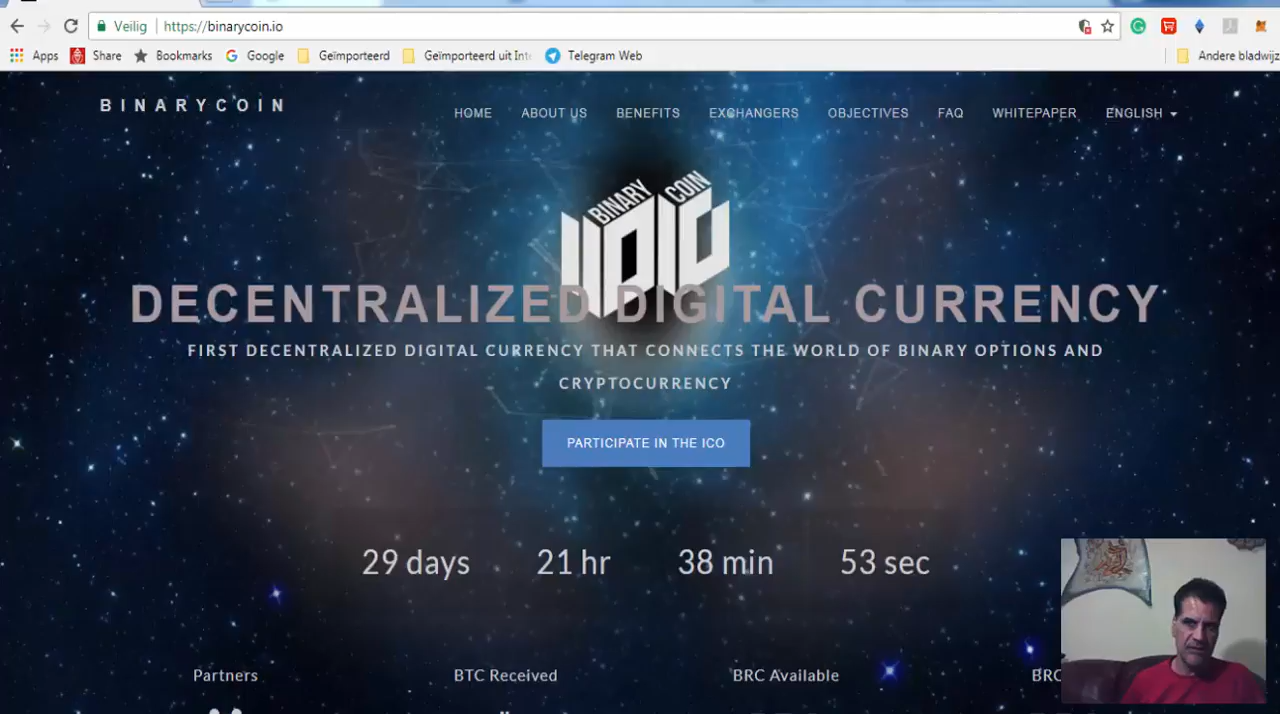 Veilig https://binarycoin.io
Apps Share Bookmarks Google Geïmporteerd Geïmporteerd uit Telegram Web Andere bladwijz
BINARYCOIN HOME ABOUT US BENEFITS EXCHANGERS OBJECTIVES FAQ WHITEPAPER ENGLISH
BINARY COIN
DECENTRALIZED DIGITAL CURRENCY
FIRST DECENTRALIZED DIGITAL CURRENCY THAT CONNECTS THE WORLD OF BINARY OPTIONS AND
CRYPTOCURRENCY
PARTICIPATE IN THE ICO
29 days 21 hr 38 min 53 sec
Partners BTC Received BRC Available BRC